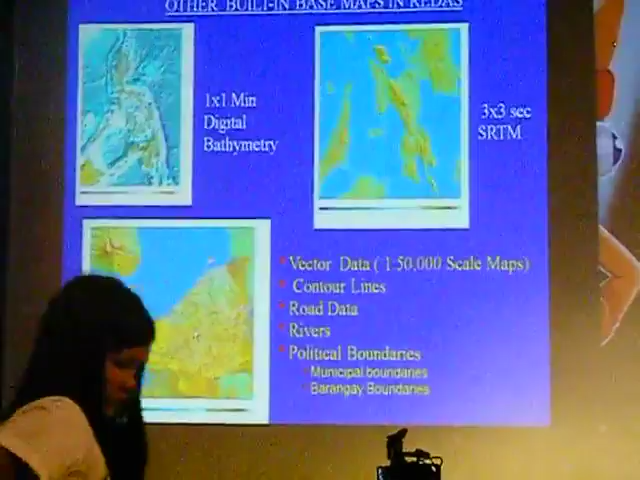 OTHER BUILT-IN BASE MAPS IN REDAS
1x1 Min
Digital
Bathymetry
3x3 sec
SRTM
Vector Data ( 1:50,000 Scale Maps)
Contour Lines
Road Data
Rivers
Political Boundaries
Municipal boundaries
Barangay Boundaries